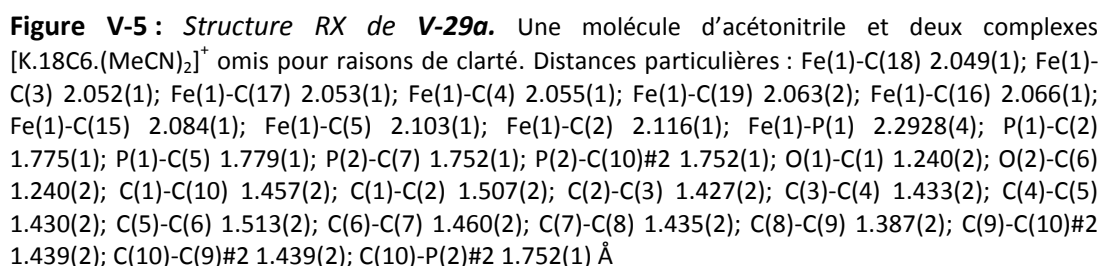 Figure V-5 : Structure RX de V-29a. Une molécule d'acétonitrile et deux complexes
[K.18C6.(MeCN)₂]⁺ omis pour raisons de clarté. Distances particulières : Fe(1)-C(18) 2.049(1); Fe(1)-
C(3) 2.052(1); Fe(1)-C(17) 2.053(1); Fe(1)-C(4) 2.055(1); Fe(1)-C(19) 2.063(2); Fe(1)-C(16) 2.066(1);
Fe(1)-C(15) 2.084(1); Fe(1)-C(5) 2.103(1); Fe(1)-C(2) 2.116(1); Fe(1)-P(1) 2.2928(4); P(1)-C(2)
1.775(1); P(1)-C(5) 1.779(1); P(2)-C(7) 1.752(1); P(2)-C(10)#2 1.752(1); O(1)-C(1) 1.240(2); O(2)-C(6)
1.240(2); C(1)-C(10) 1.457(2); C(1)-C(2) 1.507(2); C(2)-C(3) 1.427(2); C(3)-C(4) 1.433(2); C(4)-C(5)
1.430(2); C(5)-C(6) 1.513(2); C(6)-C(7) 1.460(2); C(7)-C(8) 1.435(2); C(8)-C(9) 1.387(2); C(9)-C(10)#2
1.439(2); C(10)-C(9)#2 1.439(2); C(10)-P(2)#2 1.752(1) Å